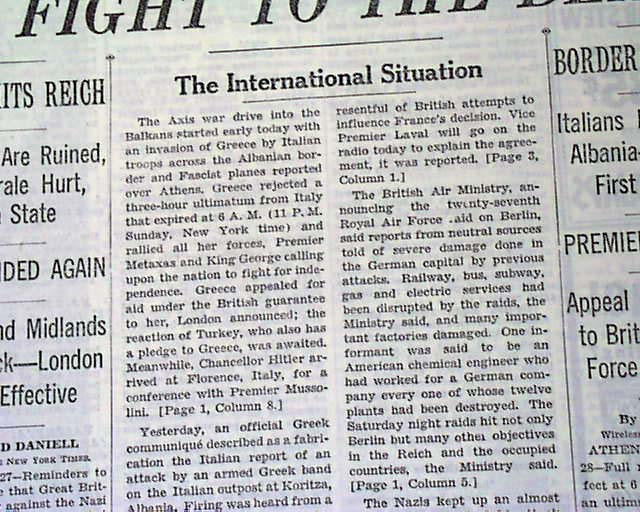 FIGHT TO THE
ITS REICH
Are Ruined,
rale Hurt,
State
DED AGAIN
nd Midlands
ck—London
Effective
D DANIELL
NEW YORK TIMES.
27—Reminders to
e that Great Brit-
against the Nazi
The International Situation
The Axis war drive into the
Balkans started early today with
an invasion of Greece by Italian
troops across the Albanian bor-
der and Fascist planes reported
over Athens. Greece rejected a
three-hour ultimatum from Italy
that expired at 6 A. M. (11 P. M.
Sunday, New York time) and
rallied all her forces, Premier
Metaxas and King George calling
upon the nation to fight for inde-
pendence. Greece appealed for
aid under the British guarantee
to her, London announced; the
reaction of Turkey, who also has
a pledge to Greece, was awaited.
Meanwhile, Chancellor Hitler ar-
rived at Florence, Italy, for a
conference with Premier Musso-
lini. [Page 1, Column 8.]
Yesterday, an official Greek
communiqué described as a fabri-
cation the Italian report of an
attack by an armed Greek band
on the Italian outpost at Koritza,
Albania. Firing was heard from a
resentful of British attempts to
influence France's decision. Vice
Premier Laval will go on the
radio today to explain the agree-
ment, it was reported. [Page 3,
Column 1.]
The British Air Ministry, an-
nouncing the twenty-seventh
Royal Air Force aid on Berlin,
said reports from neutral sources
told of severe damage done in
the German capital by previous
attacks. Railway, bus, subway,
gas and electric services had
been disrupted by the raids, the
Ministry said, and many impor-
tant factories damaged. One in-
formant was said to be an
American chemical engineer who
had worked for a German com-
pany every one of whose twelve
plants had been destroyed. The
Saturday night raids hit not only
Berlin but many other objectives
in the Reich and the occupied
countries, the Ministry said.
[Page 1, Column 5.]
The Nazis kept up an almost
BORDER
Italians
Albania
First
PREMIE
Appeal
to Brit
Force
By
Wireless
ATHEN
28—Full
fect at 6
an ultim